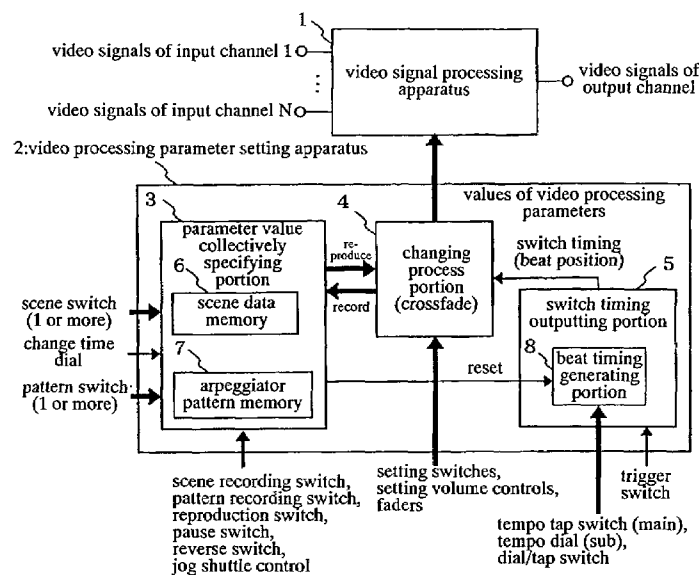 1
video signals of input channel 1
⋮
video signals of input channel N
video signal processing
apparatus
video signals of
output channel
2:video processing parameter setting apparatus
values of video processing
parameters
3
parameter value
collectively
specifying
portion
6
scene data
memory
7
arpeggiator
pattern memory
re-
produce
record
4
changing
process
portion
(crossfade)
switch timing
(beat position)
5
switch timing
outputting portion
8
beat timing
generating
portion
reset
scene switch
(1 or more)
change time
dial
pattern switch
(1 or more)
scene recording switch,
pattern recording switch,
reproduction switch,
pause switch,
reverse switch,
jog shuttle control
setting switches,
setting volume controls,
faders
trigger
switch
tempo tap switch (main),
tempo dial (sub),
dial/tap switch